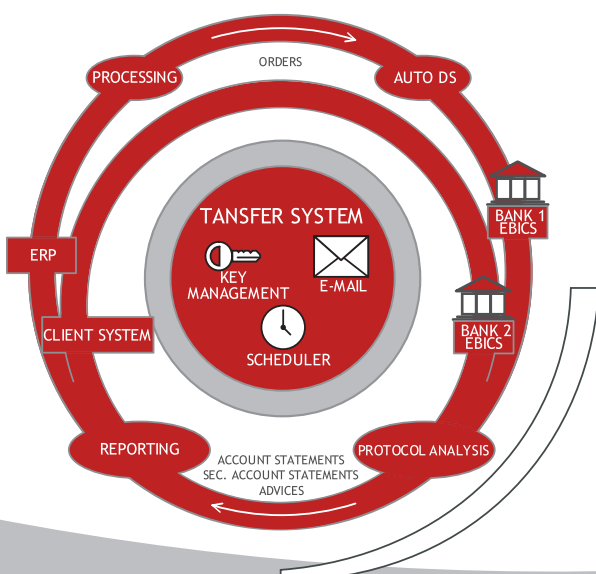 ORDERS
PROCESSING
AUTO DS
BANK 1
EBICS
TANSFER SYSTEM
ERP
KEY
MANAGEMENT
E-MAIL
CLIENT SYSTEM
BANK 2
EBICS
SCHEDULER
REPORTING
PROTOCOL ANALYSIS
ACCOUNT STATEMENTS
SEC. ACCOUNT STATEMENTS
ADVICES